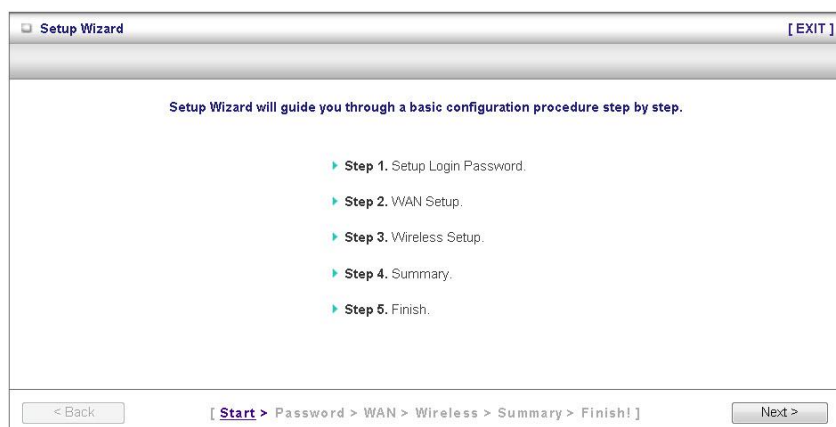 Setup Wizard [ EXIT ]
Setup Wizard will guide you through a basic configuration procedure step by step.
Step 1. Setup Login Password.
Step 2. WAN Setup.
Step 3. Wireless Setup.
Step 4. Summary.
Step 5. Finish.
< Back [ Start > Password > WAN > Wireless > Summary > Finish! ] Next >